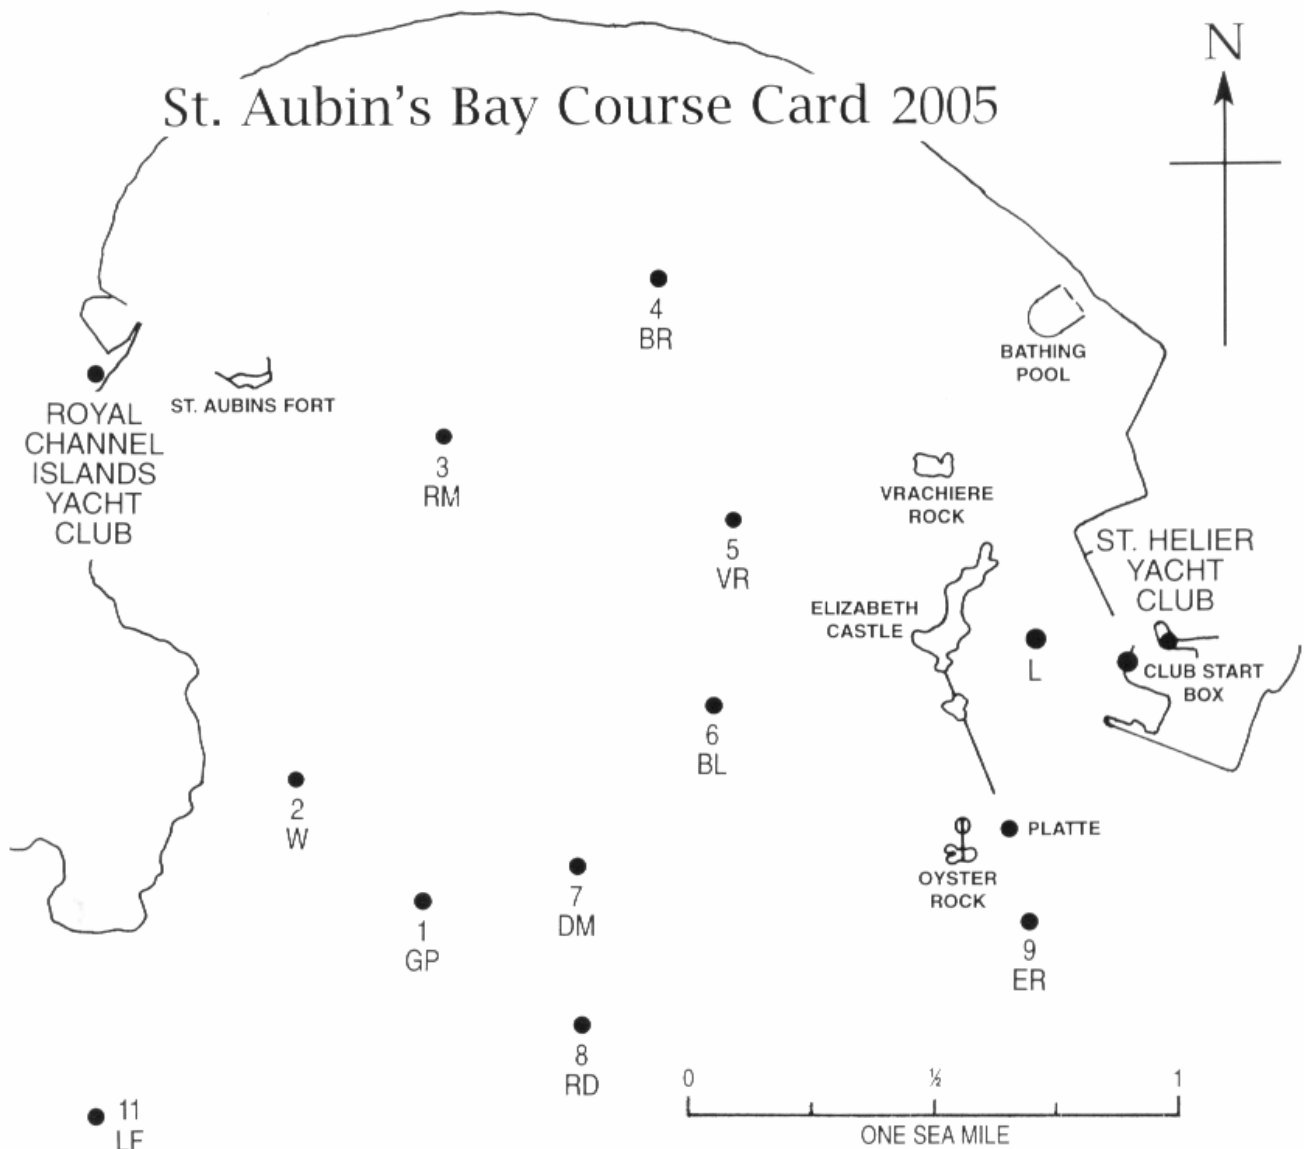 N
St. Aubin's Bay Course Card 2005
4
BR
BATHING
POOL
ST. AUBINS FORT
ROYAL
CHANNEL
ISLANDS
YACHT
CLUB
3
RM
VRACHIERE
ROCK
5
VR
ST. HELIER
YACHT
CLUB
ELIZABETH
CASTLE
L
CLUB START
BOX
6
BL
2
W
PLATTE
OYSTER
ROCK
7
DM
1
GP
9
ER
8
RD
0 ½ 1
ONE SEA MILE
11
LF